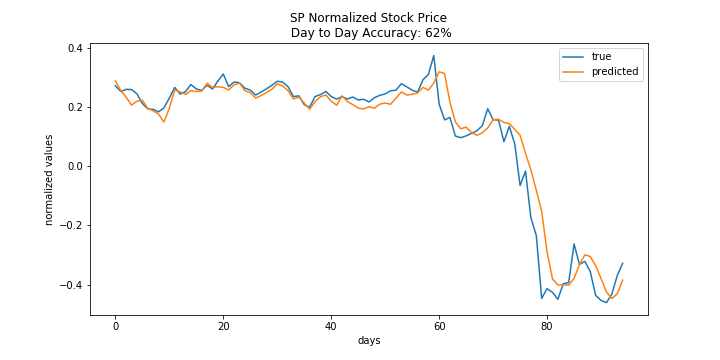 SP Normalized Stock Price
Day to Day Accuracy: 62%
0.4
0.2
0.0
−0.2
−0.4
normalized values
true
predicted
0 20 40 60 80
days